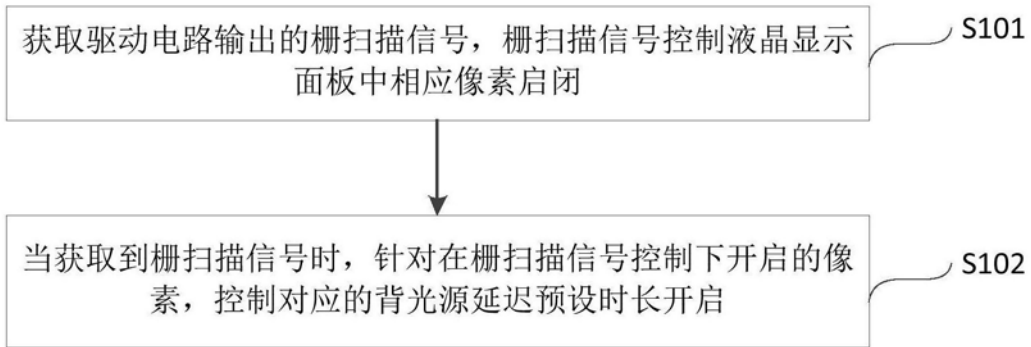 获取驱动电路输出的栅扫描信号，栅扫描信号控制液晶显示
面板中相应像素启闭
S101
当获取到栅扫描信号时，针对在栅扫描信号控制下开启的像
素，控制对应的背光源延迟预设时长开启
S102